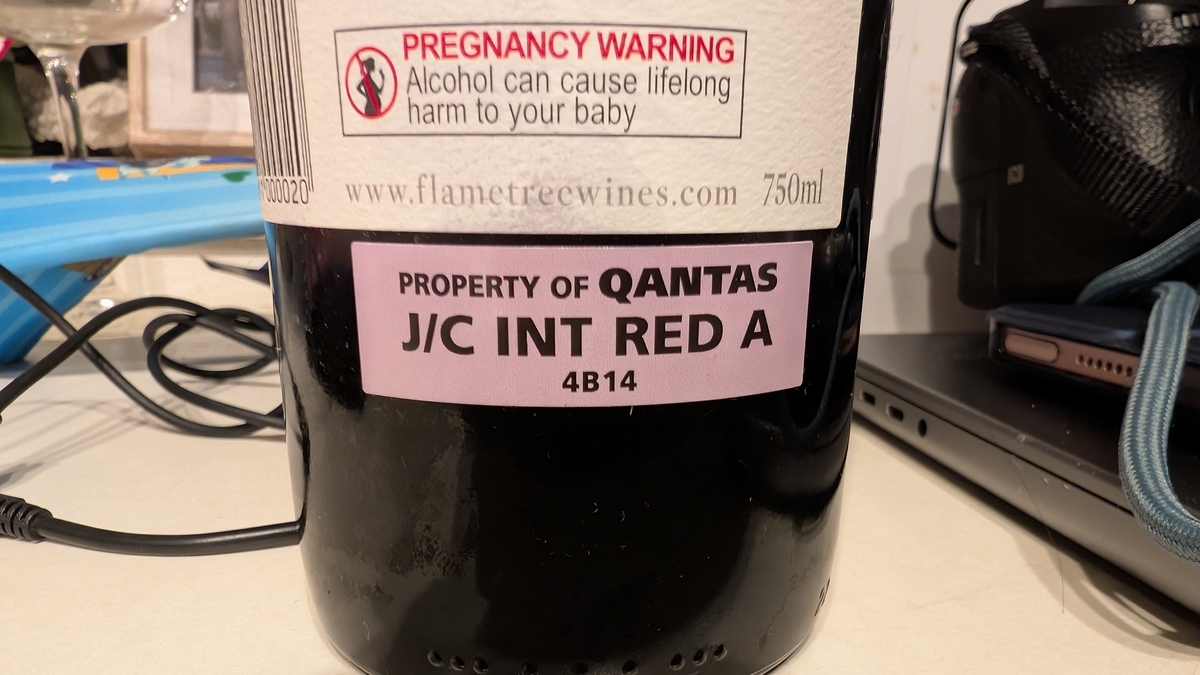 PREGNANCY WARNING
Alcohol can cause lifelong
harm to your baby
000020
www.flametreewines.com 750ml
PROPERTY OF QANTAS
J/C INT RED A
4B14